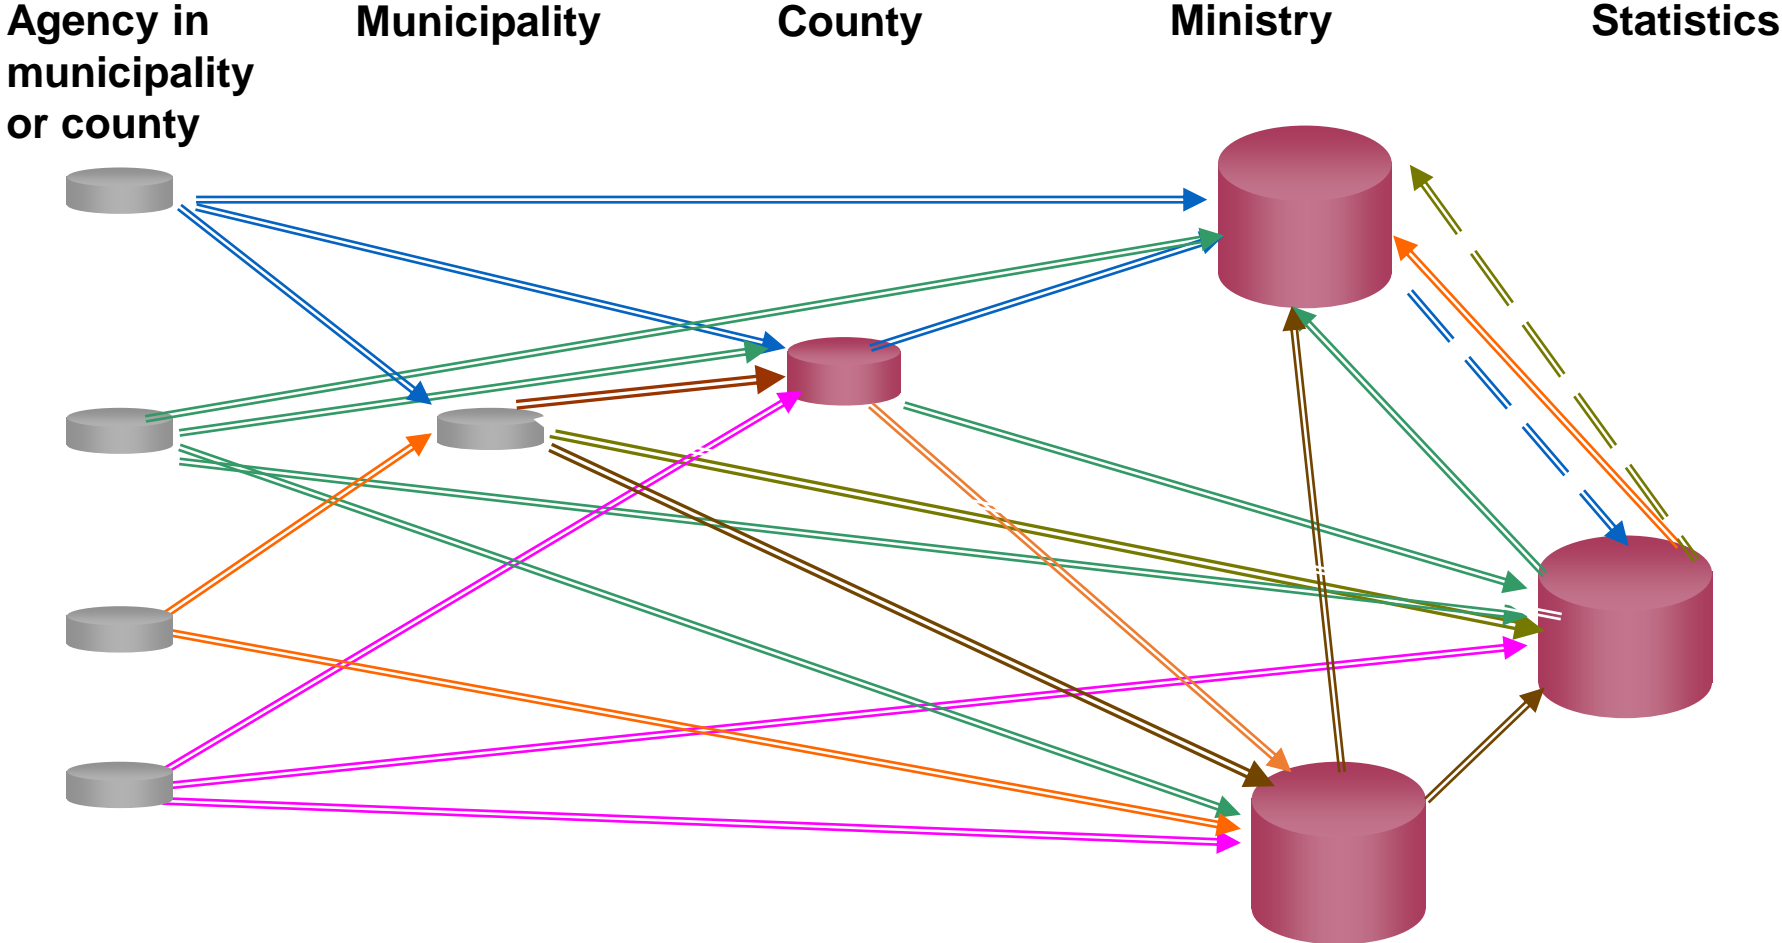 Agency in
municipality
or county
Municipality
County
Ministry
Statistics